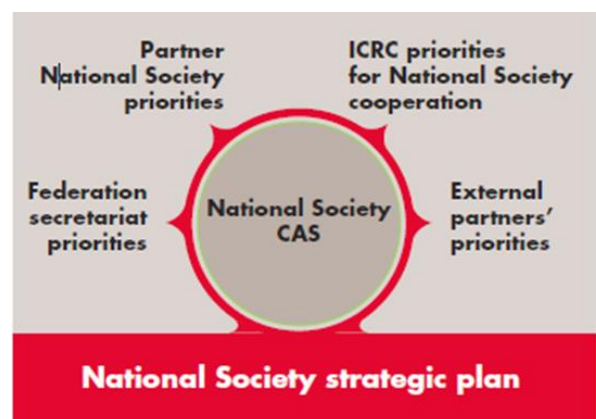 Partner
National Society
priorities
ICRC priorities
for National Society
cooperation
Federation
secretariat
priorities
National Society
CAS
External
partners'
priorities
National Society strategic plan